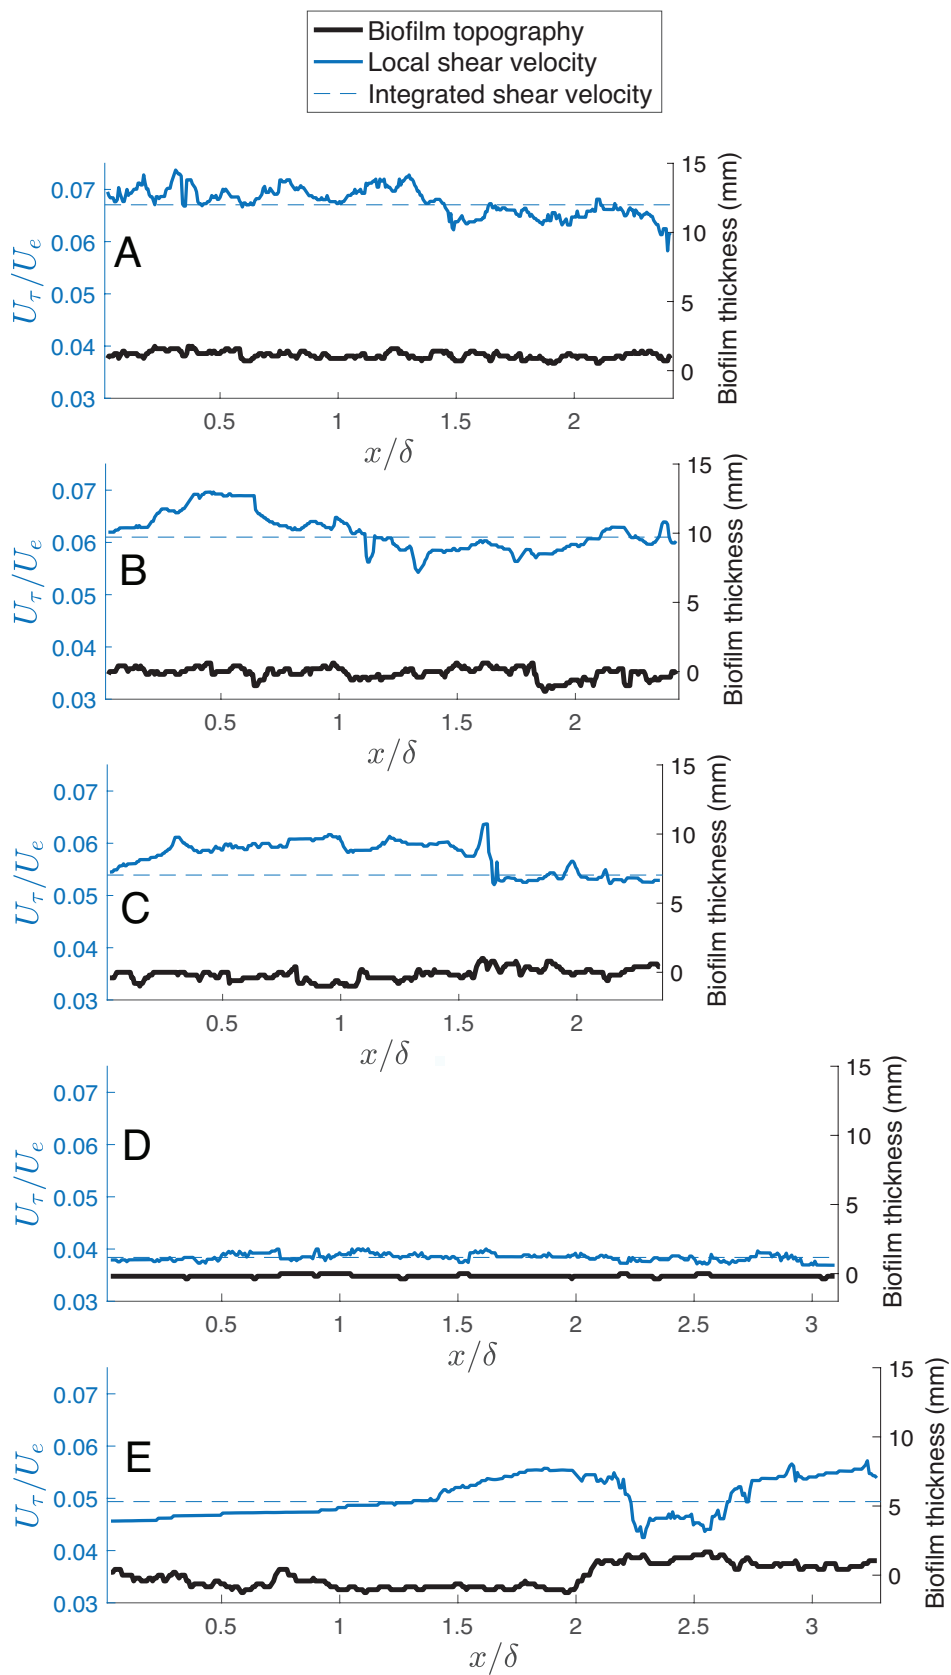 Biofilm topography
Local shear velocity
Integrated shear velocity
A
0.07
0.06
0.05
0.04
0.03
U_τ/U_e
15
10
5
0
Biofilm thickness (mm)
0.5 1 1.5 2
x/δ
B
0.07
0.06
0.05
0.04
0.03
U_τ/U_e
15
10
5
0
Biofilm thickness (mm)
0.5 1 1.5 2
x/δ
C
0.07
0.06
0.05
0.04
0.03
U_τ/U_e
15
10
5
0
Biofilm thickness (mm)
0.5 1 1.5 2
x/δ
D
0.07
0.06
0.05
0.04
0.03
U_τ/U_e
15
10
5
0
Biofilm thickness (mm)
0.5 1 1.5 2 2.5 3
x/δ
E
0.07
0.06
0.05
0.04
0.03
U_τ/U_e
15
10
5
0
Biofilm thickness (mm)
0.5 1 1.5 2 2.5 3
x/δ